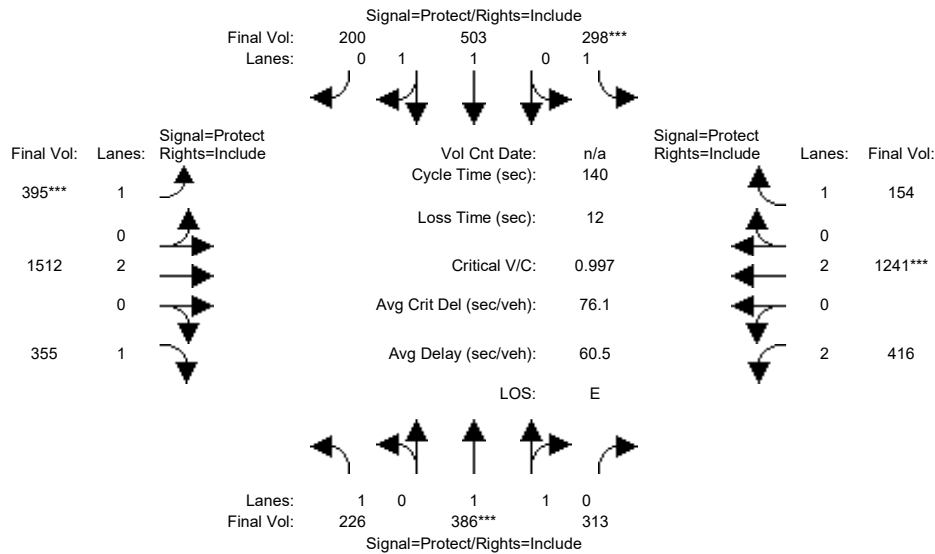 Signal=Protect/Rights=Include
Final Vol: 200 503 298***
Lanes: 0 1 1 0 1
Signal=Protect
Final Vol: Lanes: Rights=Include
Vol Cnt Date: n/a
Signal=Protect
Rights=Include Lanes: Final Vol:
Cycle Time (sec): 140
395*** 1
1 154
Loss Time (sec): 12
0
0
1512 2
Critical V/C: 0.997
2 1241***
0
Avg Crit Del (sec/veh): 76.1
0
355 1
Avg Delay (sec/veh): 60.5
2 416
LOS: E
Lanes: 1 0 1 1 0
Final Vol: 226 386*** 313
Signal=Protect/Rights=Include